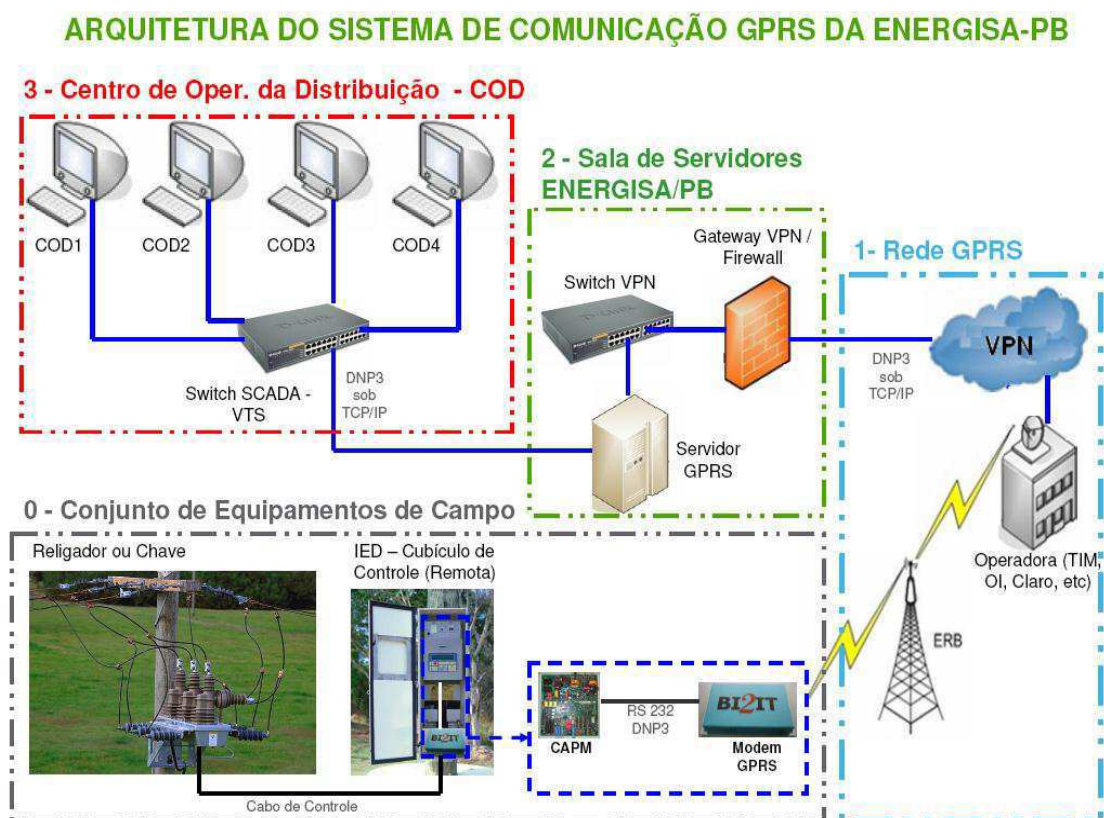 ARQUITETURA DO SISTEMA DE COMUNICAÇÃO GPRS DA ENERGISA-PB
3 - Centro de Oper. da Distribuição - COD
COD1
COD2
COD3
COD4
D-Link
Switch SCADA -
VTS
DNP3
sob
TCP/IP
2 - Sala de Servidores
ENERGISA/PB
Gateway VPN /
Firewall
Switch VPN
Servidor
GPRS
1- Rede GPRS
VPN
DNP3
sob
TCP/IP
Operadora (TIM,
OI, Claro, etc)
ERB
0 - Conjunto de Equipamentos de Campo
Religador ou Chave
IED – Cubículo de
Controle (Remota)
BI2IT
Cabo de Controle
CAPM
RS 232
DNP3
BI2IT
Modem
GPRS